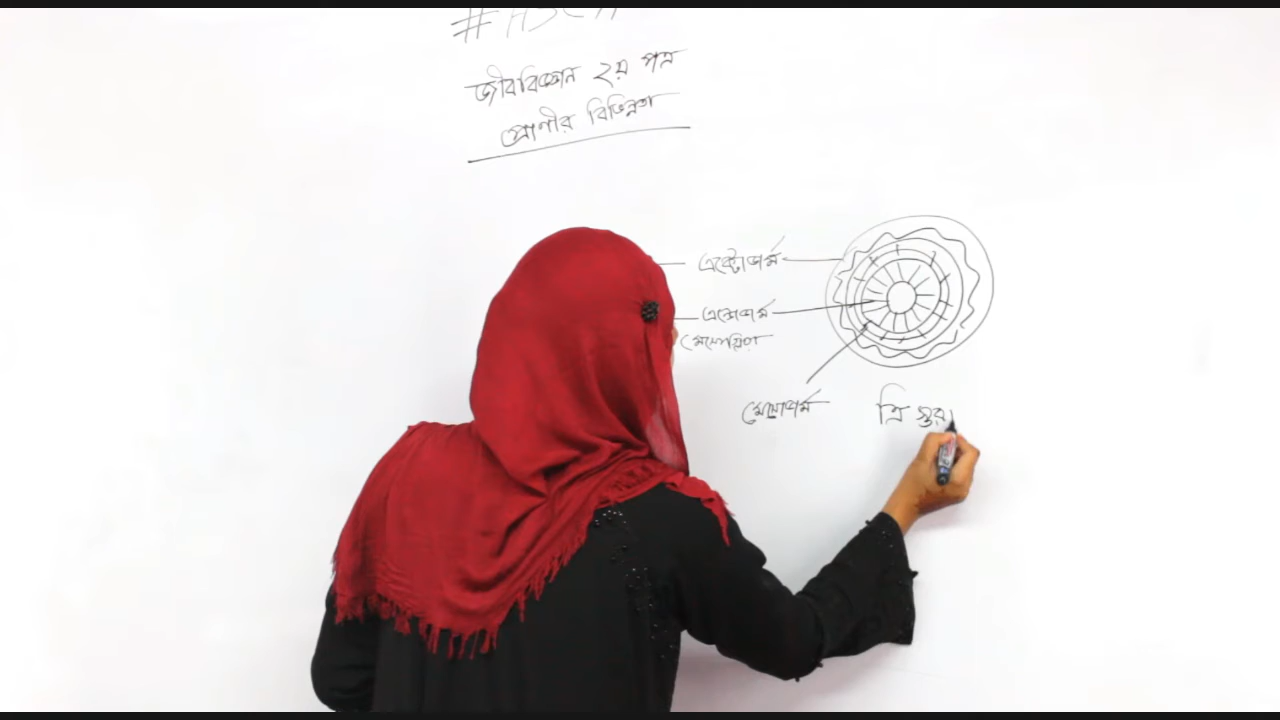 জীববিজ্ঞান ২য় পত্র
প্রাণীর বিভিন্নতা
এক্টোডার্ম
এন্ডোডার্ম
মেসোগ্লিয়া
মেসোডার্ম
ত্রি স্তর